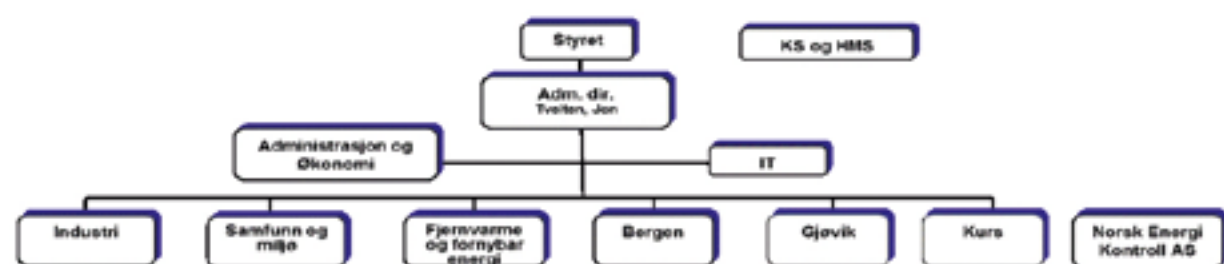 Styret
KS og HMS
Adm. dir.
Tveiten, Jon
Administrasjon og
Økonomi
IT
Industri
Samfunn og
miljø
Fjernvarme
og fornybar
energi
Bergen
Gjøvik
Kurs
Norsk Energi
Kontroll AS